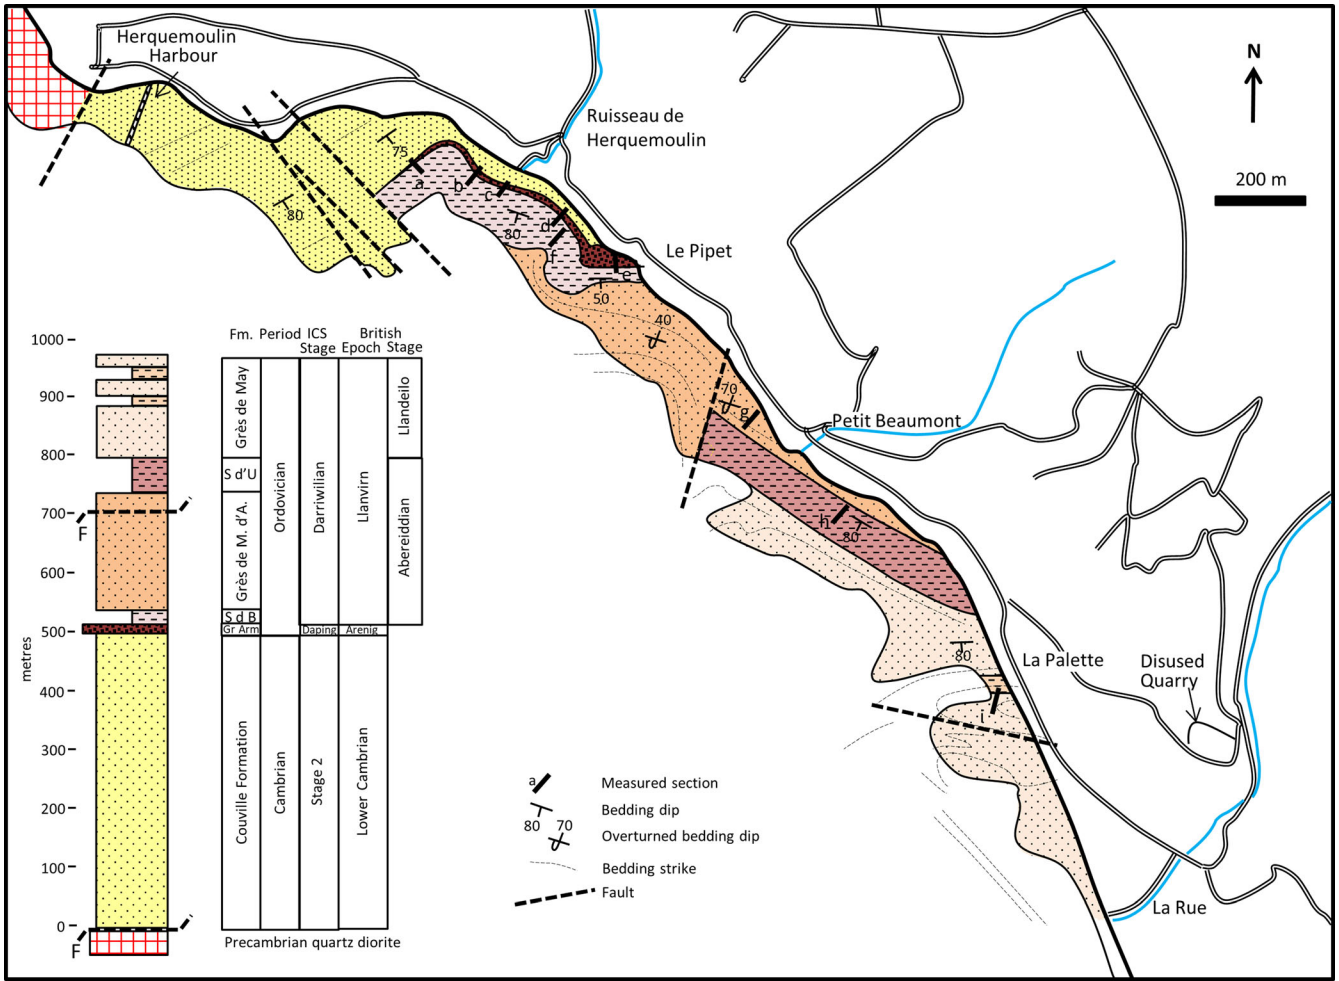 Herquemoulin
Harbour
Ruisseau de
Herquemoulin
N
200 m
75
a
b
c
80
d
80
f
e
Le Pipet
50
40
70
g
Petit Beaumont
h
80
80
La Palette
Disused
Quarry
i
La Rue
Fm. Period ICS Stage British Epoch Stage
metres
1000
900
800
700
600
500
400
300
200
100
0
F
F
Grès de May
S d'U
Grès de M. d'A.
S d B
Gr Arm
Couville Formation
Ordovician
Cambrian
Darriwilian
Daping
Stage 2
Llanvirn
Arenig
Lower Cambrian
Llandeilo
Abereiddian
Precambrian quartz diorite
a Measured section
Bedding dip
80 70
Overturned bedding dip
Bedding strike
Fault